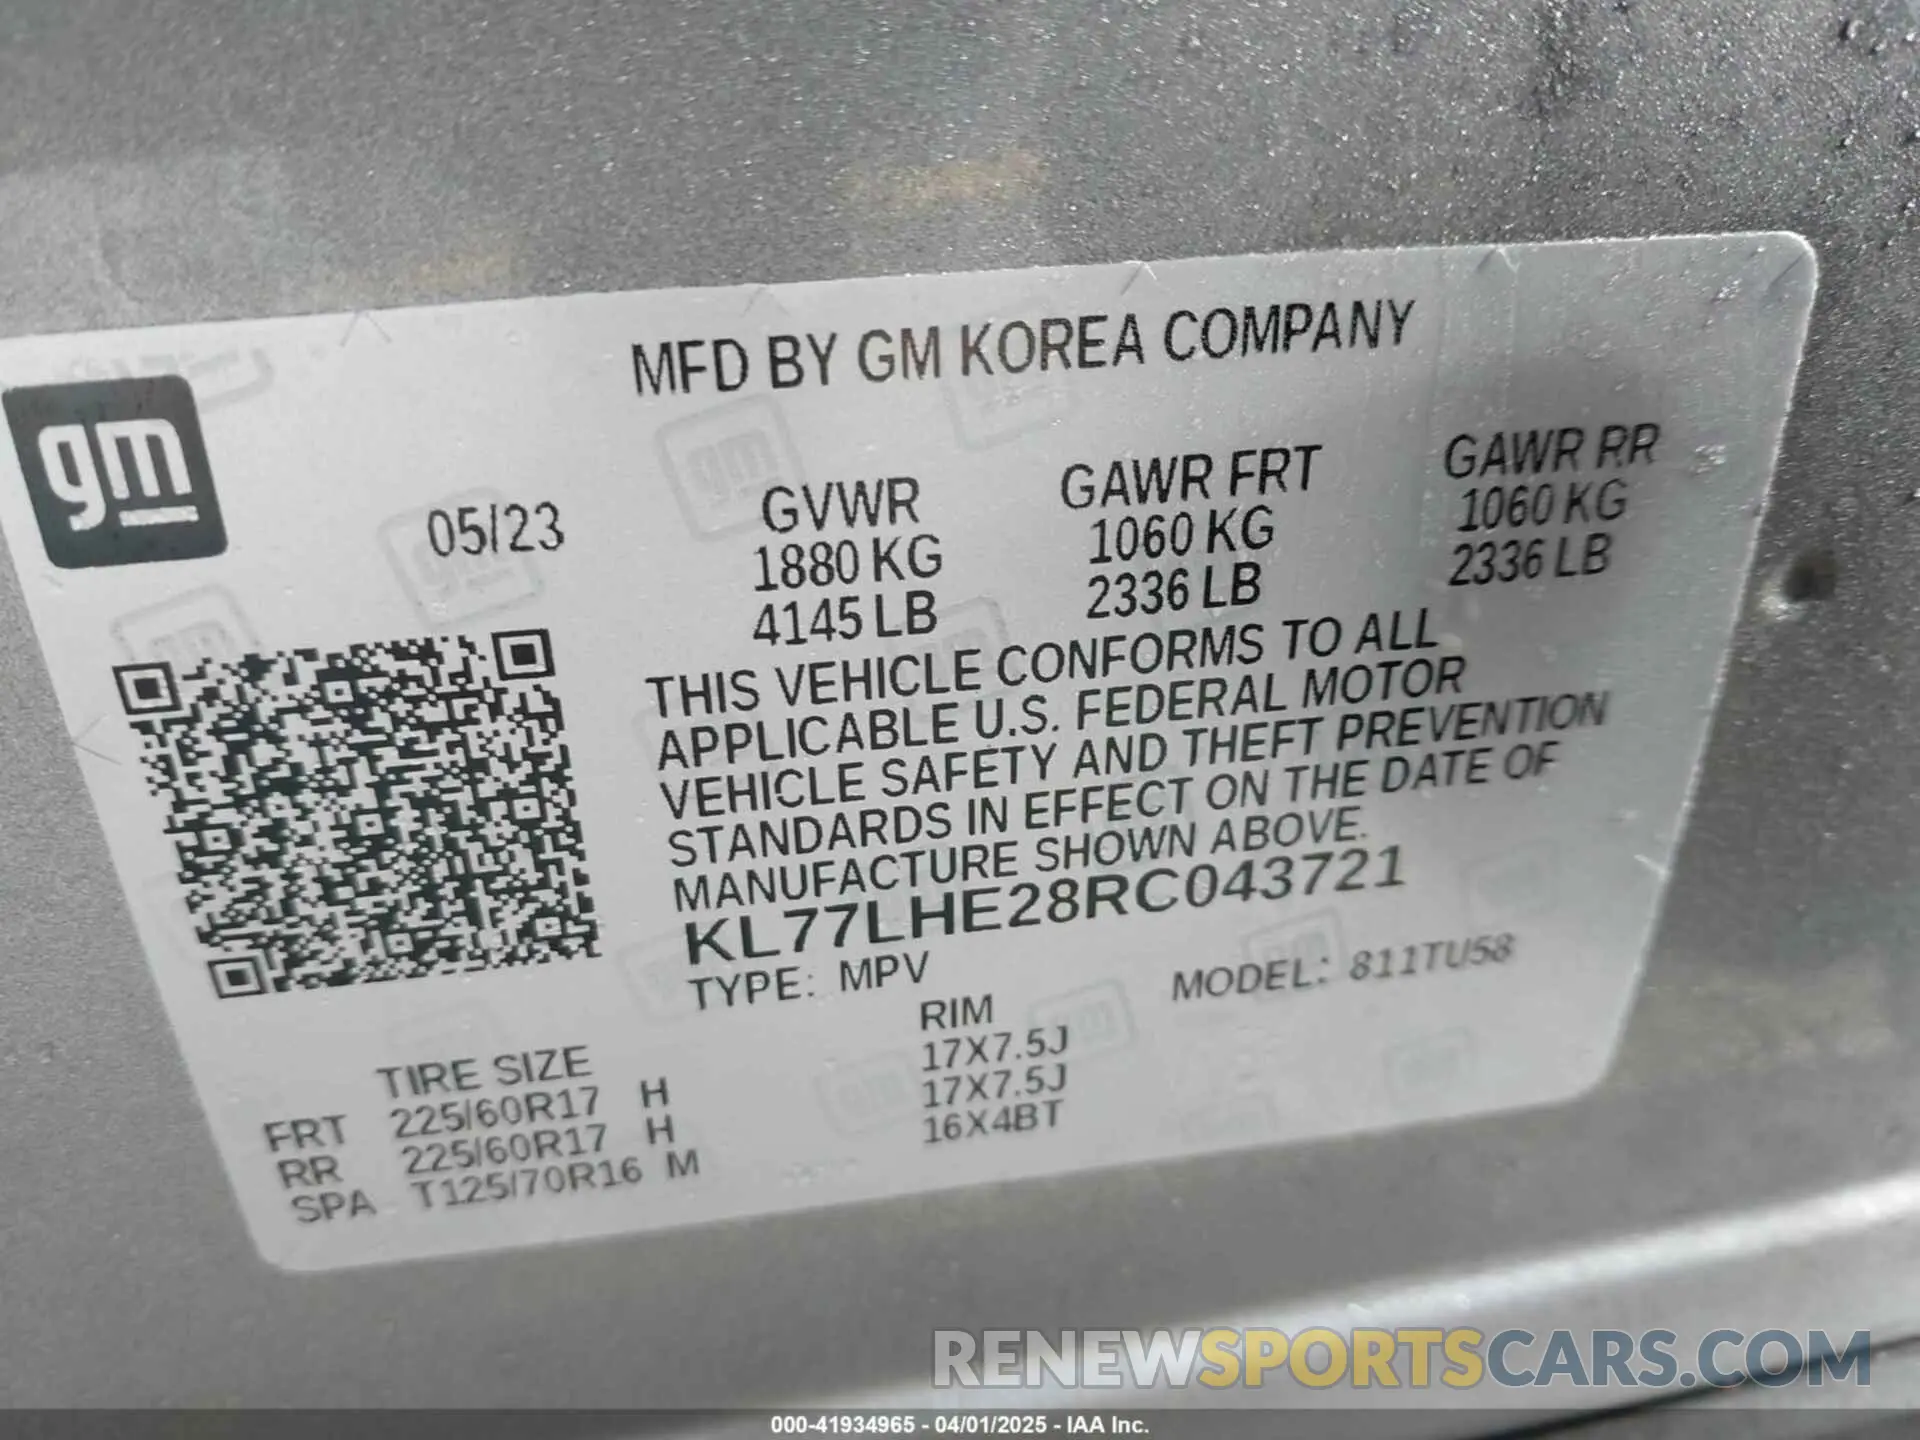 MFD BY GM KOREA COMPANY
gm
05/23
GVWR
1880 KG
4145 LB
GAWR FRT
1060 KG
2336 LB
GAWR RR
1060 KG
2336 LB
THIS VEHICLE CONFORMS TO ALL
APPLICABLE U.S. FEDERAL MOTOR
VEHICLE SAFETY AND THEFT PREVENTION
STANDARDS IN EFFECT ON THE DATE OF
MANUFACTURE SHOWN ABOVE.
KL77LHE28RC043721
TYPE: MPV MODEL: 811TU58
TIRE SIZE RIM
FRT 225/60R17 H 17X7.5J
RR 225/60R17 H 17X7.5J
SPA T125/70R16 M 16X4BT
RENEWSPORTSCARS.COM
000-41934965 - 04/01/2025 - IAA Inc.